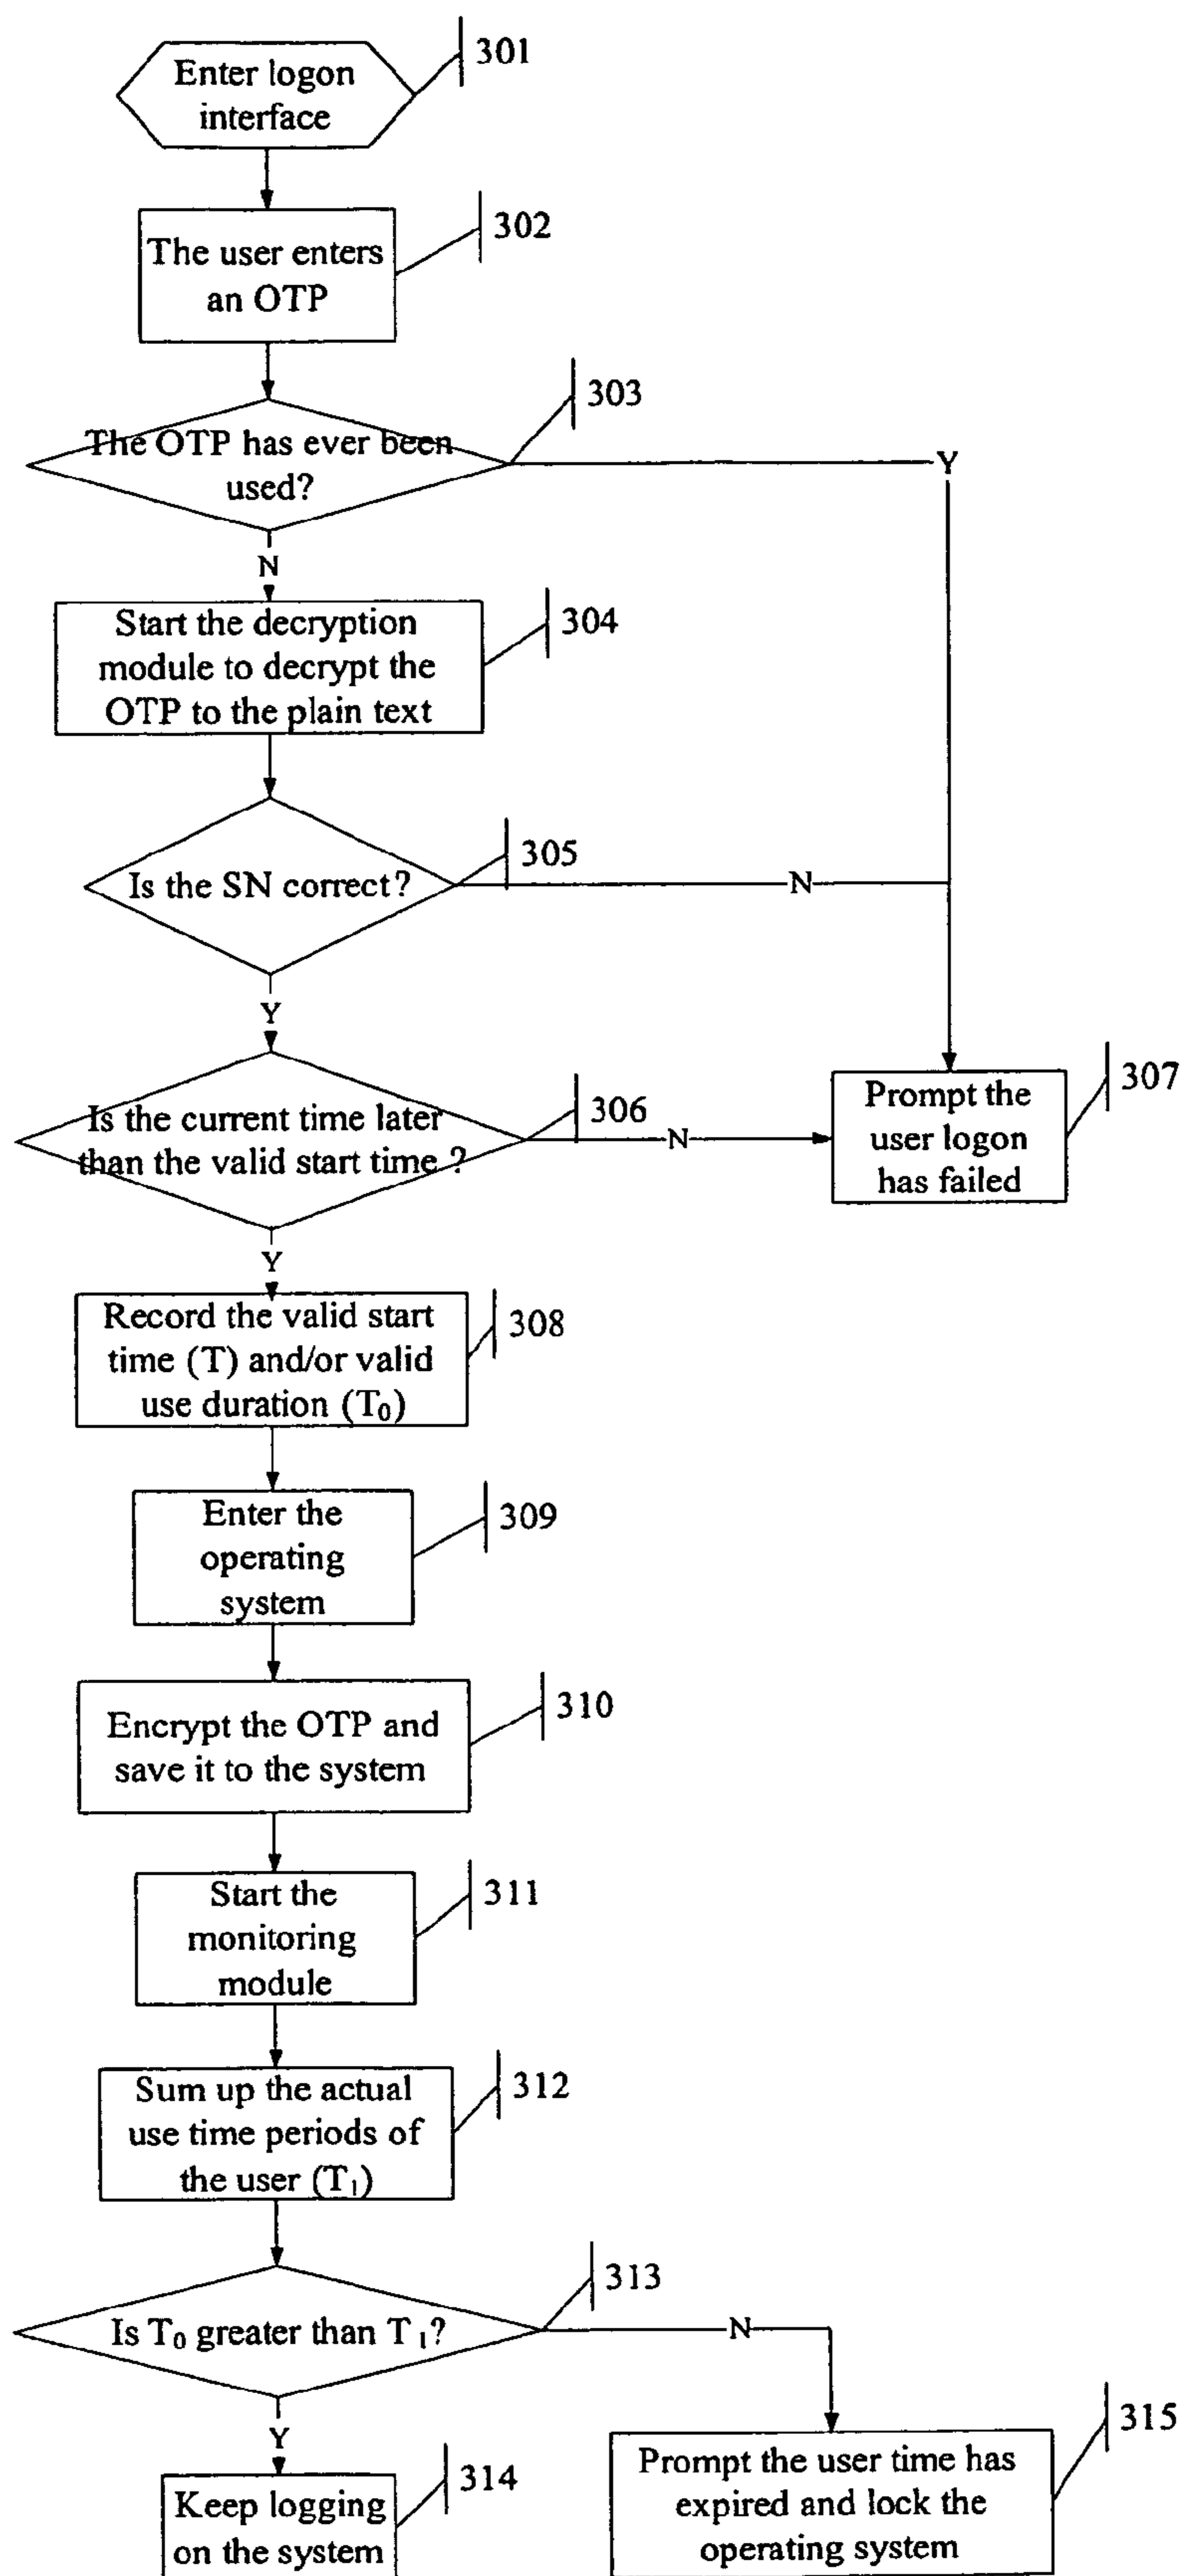 Enter logon
interface
301
The user enters
an OTP
302
The OTP has ever been
used?
303
Y
N
Start the decryption
module to decrypt the
OTP to the plain text
304
Is the SN correct?
305
N
Y
Is the current time later
than the valid start time ?
306
N
Prompt the
user logon
has failed
307
Y
Record the valid start
time (T) and/or valid
use duration (T₀)
308
Enter the
operating
system
309
Encrypt the OTP and
save it to the system
310
Start the
monitoring
module
311
Sum up the actual
use time periods of
the user (T₁)
312
Is T₀ greater than T₁?
313
N
Y
Keep logging
on the system
314
Prompt the user time has
expired and lock the
operating system
315